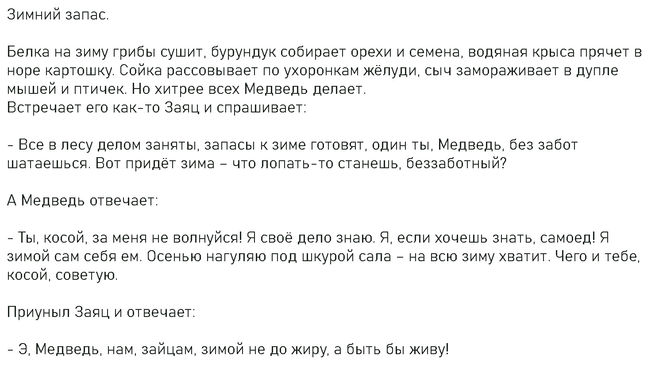 Зимний запас.
Белка на зиму грибы сушит, бурундук собирает орехи и семена, водяная крыса прячет в
норе картошку. Сойка рассовывает по ухоронкам жёлуди, сыч замораживает в дупле
мышей и птичек. Но хитрее всех Медведь делает.
Встречает его как-то Заяц и спрашивает:
- Все в лесу делом заняты, запасы к зиме готовят, один ты, Медведь, без забот
шатаешься. Вот придёт зима – что лопать-то станешь, беззаботный?
А Медведь отвечает:
- Ты, косой, за меня не волнуйся! Я своё дело знаю. Я, если хочешь знать, самоед! Я
зимой сам себя ем. Осенью нагуляю под шкурой сала – на всю зиму хватит. Чего и тебе,
косой, советую.
Приуныл Заяц и отвечает:
- Э, Медведь, нам, зайцам, зимой не до жиру, а быть бы живу!